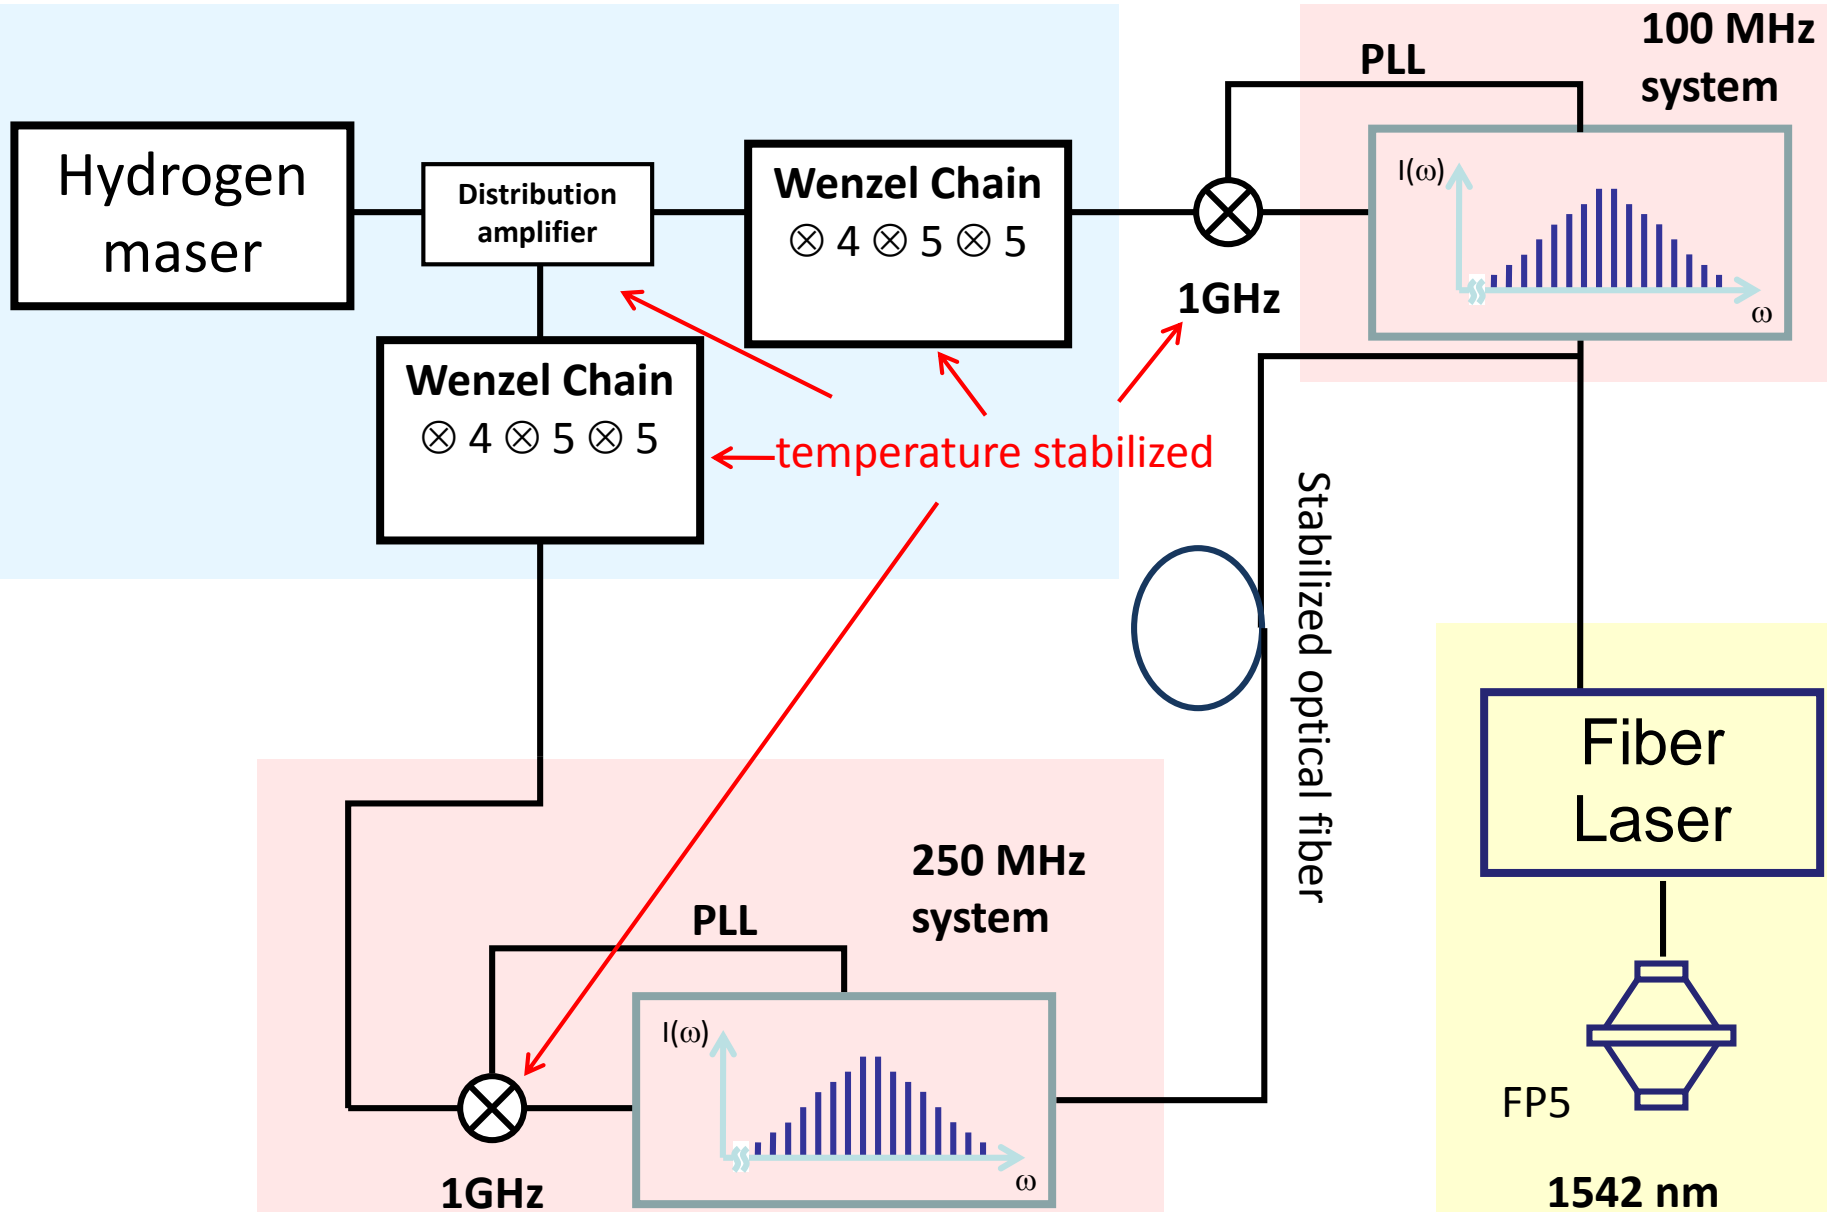 100 MHz
system
PLL
Hydrogen
maser
Distribution
amplifier
Wenzel Chain
⊗ 4 ⊗ 5 ⊗ 5
I(ω)
ω
1GHz
Wenzel Chain
⊗ 4 ⊗ 5 ⊗ 5
temperature stabilized
Stabilized optical fiber
Fiber
Laser
250 MHz
system
PLL
I(ω)
ω
1GHz
FP5
1542 nm